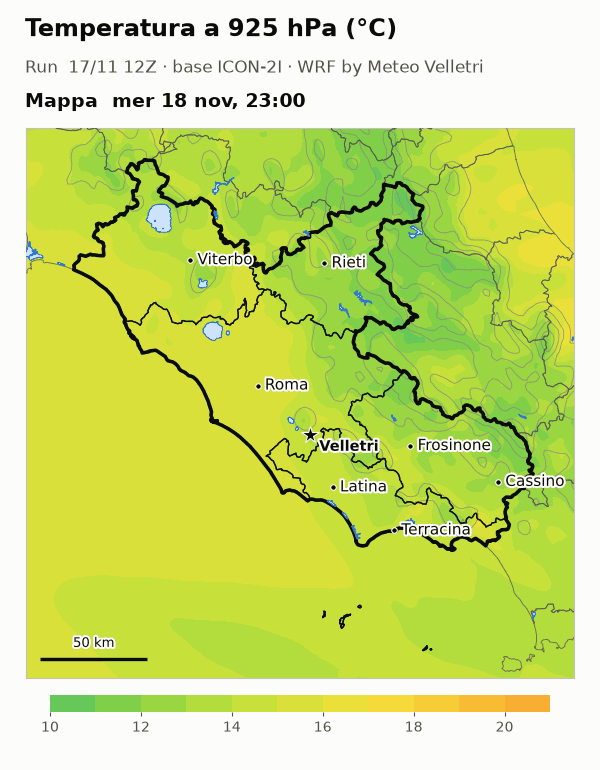 Temperatura a 925 hPa (°C)
Run 17/11 12Z · base ICON-2I · WRF by Meteo Velletri
Mappa mer 18 nov, 23:00
Viterbo
Rieti
Roma
Velletri
Frosinone
Latina
Cassino
Terracina
50 km
10 12 14 16 18 20